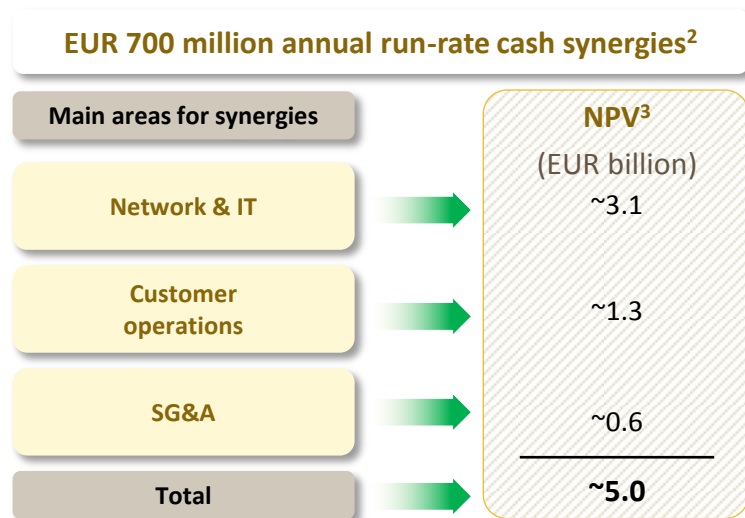 EUR 700 million annual run-rate cash synergies²
Main areas for synergies
NPV³
(EUR billion)
Network & IT
~3.1
Customer
operations
~1.3
SG&A
~0.6
Total
~5.0